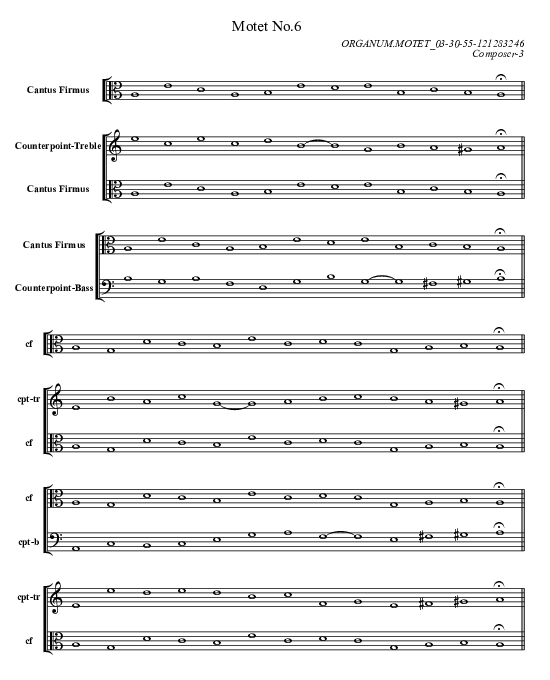 Motet No.6
ORGANUM.MOTET_03-30-55-121283246
Composer-3
Cantus Firmus
Counterpoint-Treble
Cantus Firmus
Cantus Firmus
Counterpoint-Bass
cf
cpt-tr
cf
cf
cpt-b
cpt-tr
cf